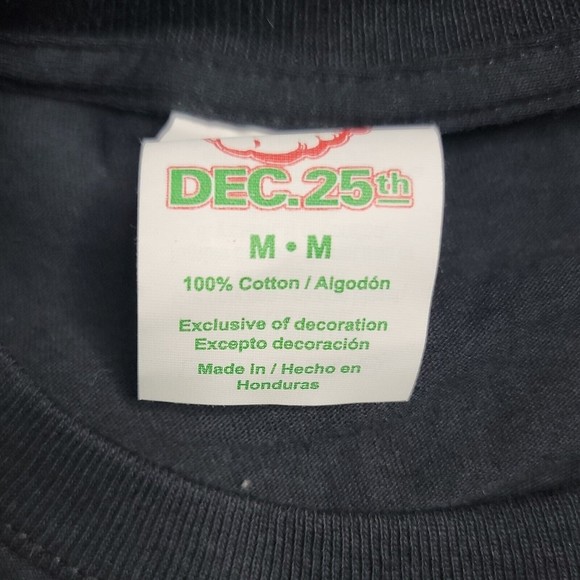 DEC.25th
M • M
100% Cotton / Algodón
Exclusive of decoration
Excepto decoración
Made in / Hecho en
Honduras